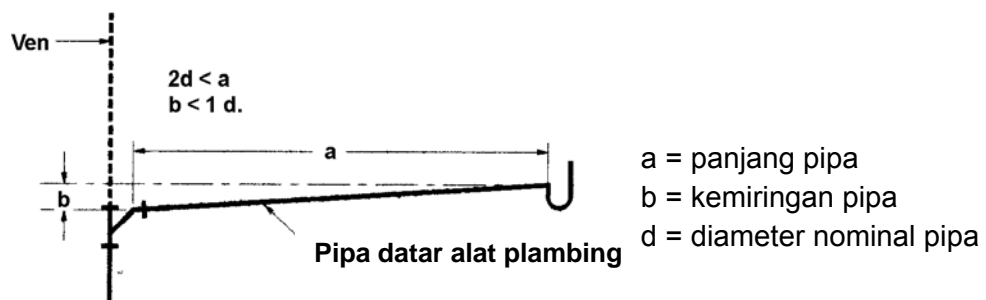 Ven
2d < a
b < 1 d.
a
b
Pipa datar alat plambing
a = panjang pipa
b = kemiringan pipa
d = diameter nominal pipa